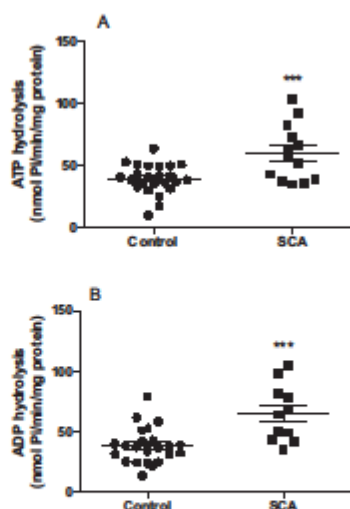 A
ATP hydrolysis
(nmol Pi/min/mg protein)
150
100
50
0
***
Control
SCA
B
ADP hydrolysis
(nmol Pi/min/mg protein)
150
100
50
0
***
Control
SCA